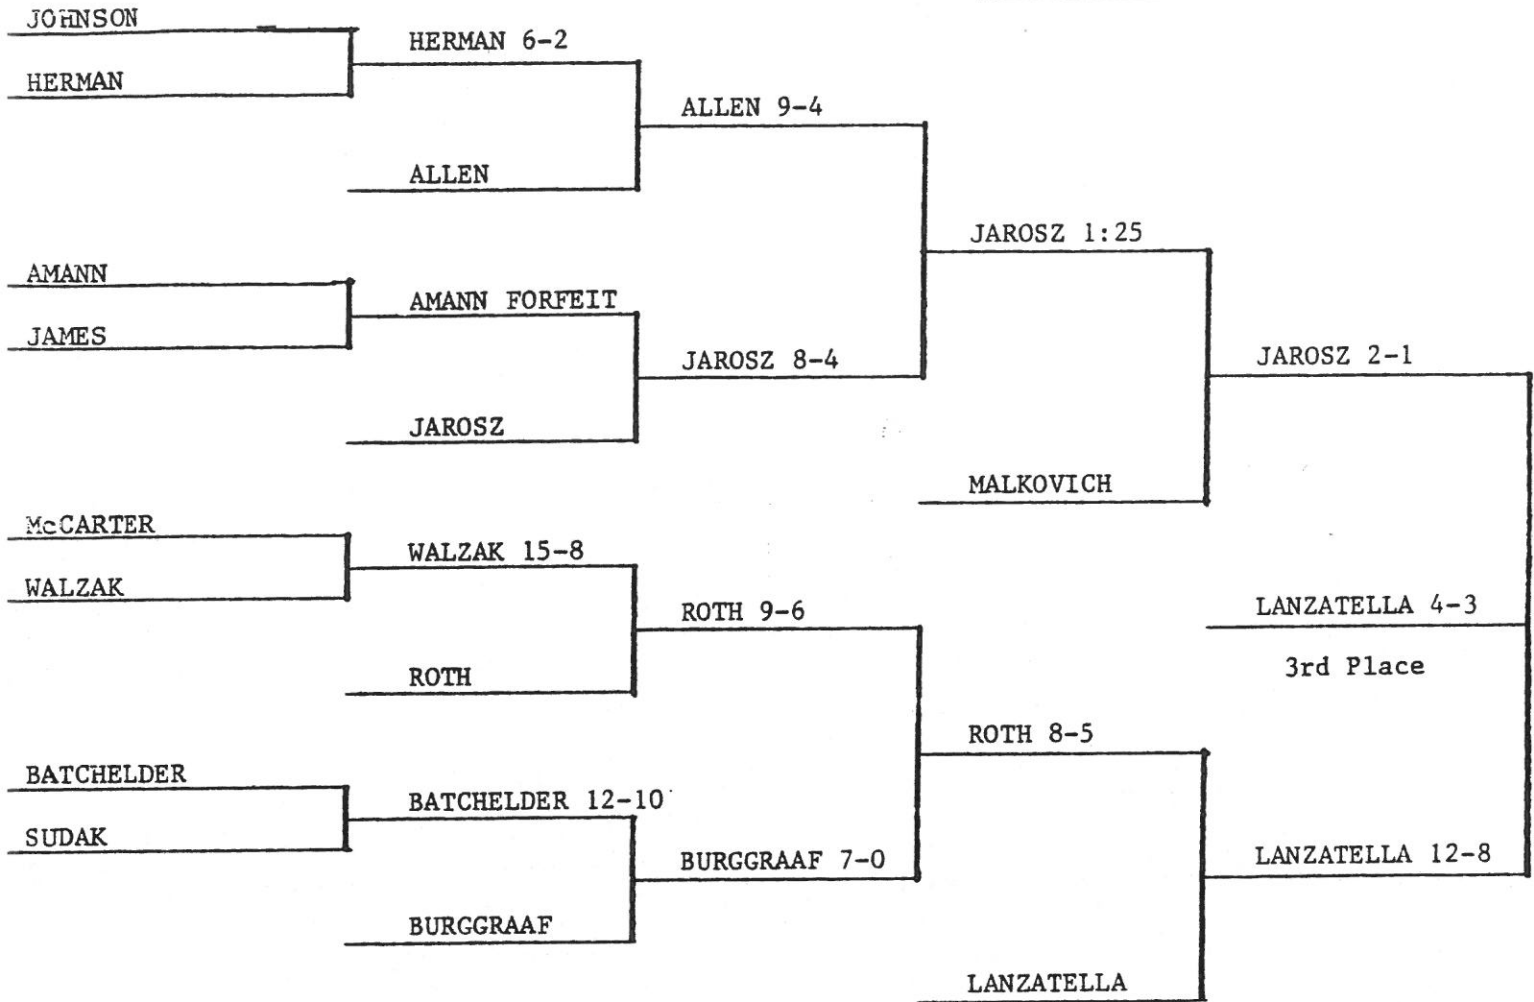 JOHNSON
HERMAN 6-2
HERMAN
ALLEN 9-4
ALLEN
JAROSZ 1:25
AMANN
AMANN FORFEIT
JAMES
JAROSZ 8-4
JAROSZ 2-1
JAROSZ
MALKOVICH
McCARTER
WALZAK 15-8
WALZAK
ROTH 9-6
LANZATELLA 4-3
3rd Place
ROTH
ROTH 8-5
BATCHELDER
BATCHELDER 12-10
SUDAK
BURGGRAAF 7-0
LANZATELLA 12-8
BURGGRAAF
LANZATELLA